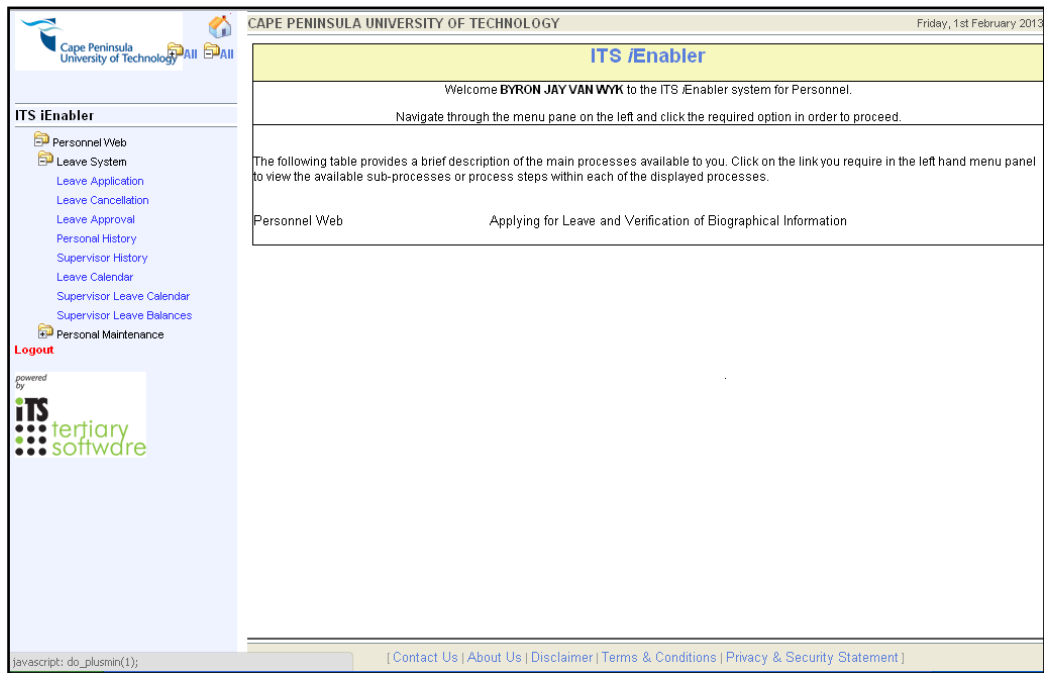 Cape Peninsula
University of Technology
All All
ITS iEnabler
Personnel Web
Leave System
Leave Application
Leave Cancellation
Leave Approval
Personal History
Supervisor History
Leave Calendar
Supervisor Leave Calendar
Supervisor Leave Balances
Personal Maintenance
Logout
powered
by
iTS
tertiary
software
javascript: do_plusmin(1);
CAPE PENINSULA UNIVERSITY OF TECHNOLOGY Friday, 1st February 2013
ITS iEnabler
Welcome BYRON JAY VAN WYK to the ITS iEnabler system for Personnel.
Navigate through the menu pane on the left and click the required option in order to proceed.
The following table provides a brief description of the main processes available to you. Click on the link you require in the left hand menu panel
to view the available sub-processes or process steps within each of the displayed processes.
Personnel Web Applying for Leave and Verification of Biographical Information
[ Contact Us | About Us | Disclaimer | Terms & Conditions | Privacy & Security Statement ]